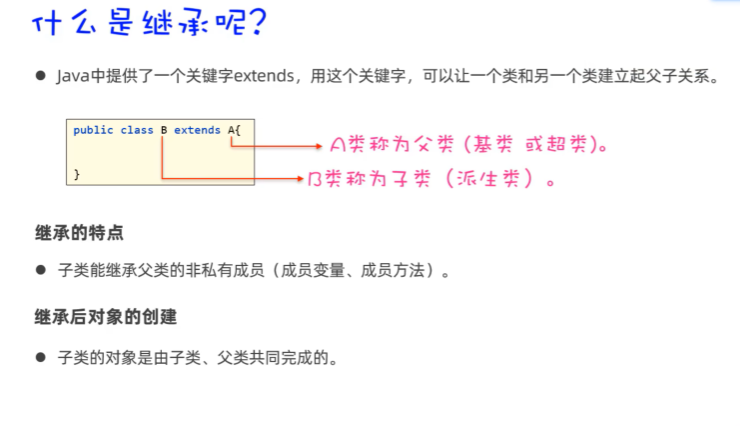 什么是继承呢?
● Java中提供了一个关键字extends，用这个关键字，可以让一个类和另一个类建立起父子关系。
public class B extends A{
}
A类称为父类 (基类 或超类)。
B类称为子类（派生类）。
继承的特点
● 子类能继承父类的非私有成员（成员变量、成员方法）。
继承后对象的创建
● 子类的对象是由子类、父类共同完成的。